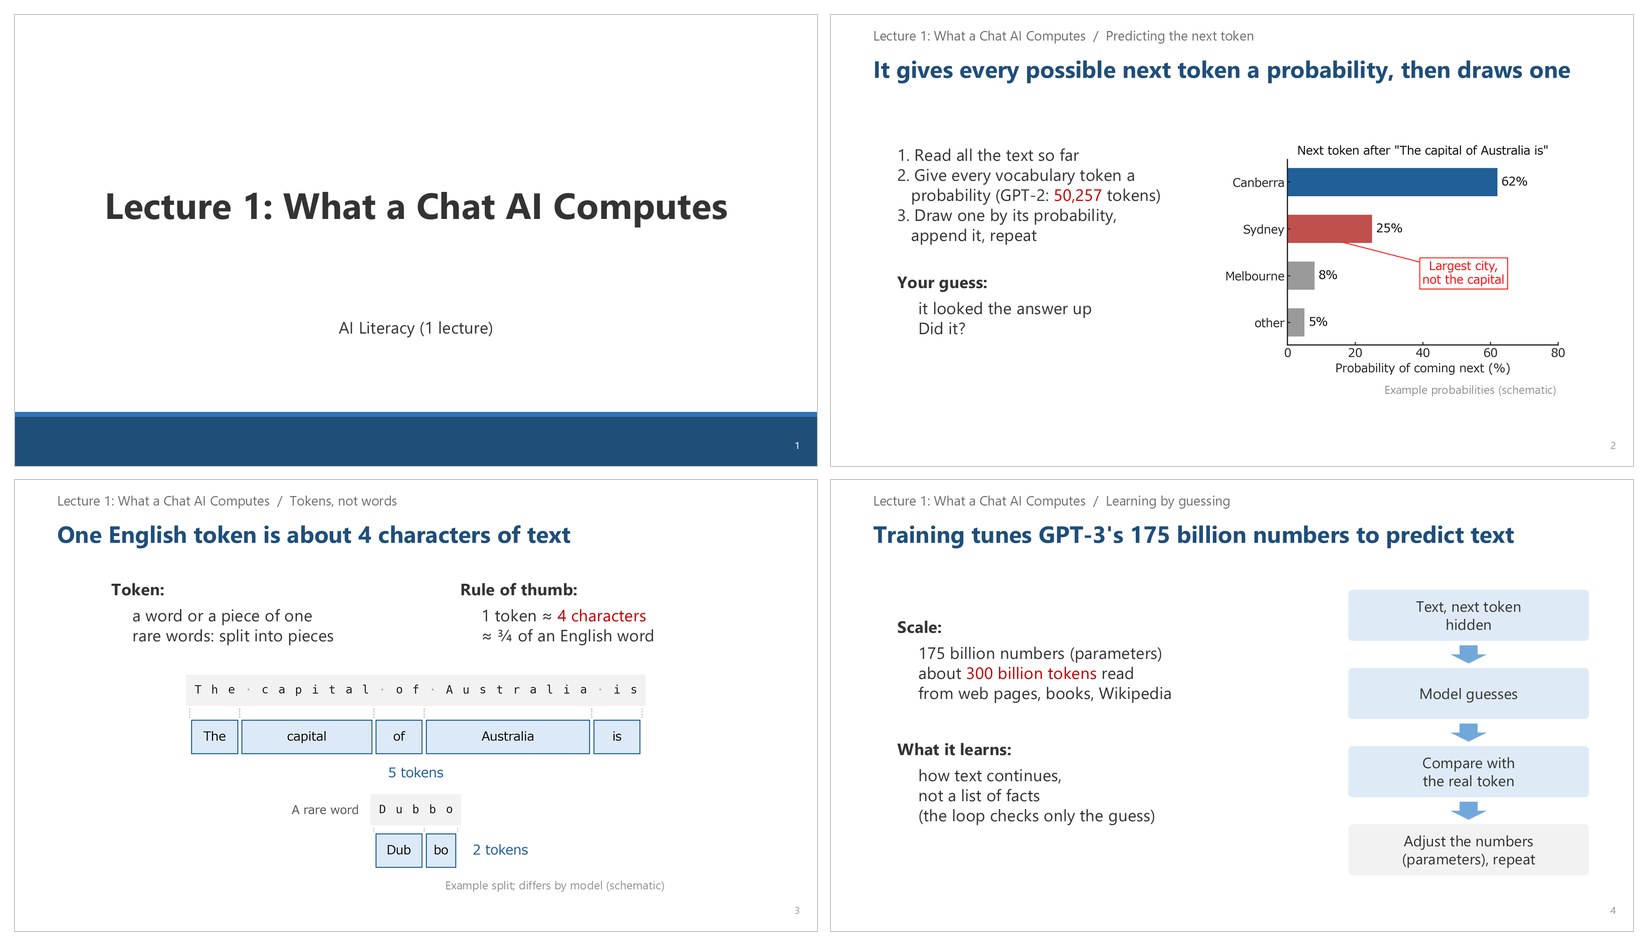 Lecture 1: What a Chat AI Computes
AI Literacy (1 lecture)
1
Lecture 1: What a Chat AI Computes / Predicting the next token
It gives every possible next token a probability, then draws one
1. Read all the text so far
2. Give every vocabulary token a
probability (GPT-2: 50,257 tokens)
3. Draw one by its probability,
append it, repeat
Your guess:
it looked the answer up
Did it?
Next token after "The capital of Australia is"
Canberra
62%
Sydney
25%
Largest city,
not the capital
Melbourne
8%
other
5%
0 20 40 60 80
Probability of coming next (%)
Example probabilities (schematic)
2
Lecture 1: What a Chat AI Computes / Tokens, not words
One English token is about 4 characters of text
Token:
a word or a piece of one
rare words: split into pieces
Rule of thumb:
1 token ≈ 4 characters
≈ ¾ of an English word
T h e · c a p i t a l · o f · A u s t r a l i a · i s
The capital of Australia is
5 tokens
A rare word
D u b b o
Dub bo
2 tokens
Example split; differs by model (schematic)
3
Lecture 1: What a Chat AI Computes / Learning by guessing
Training tunes GPT-3's 175 billion numbers to predict text
Scale:
175 billion numbers (parameters)
about 300 billion tokens read
from web pages, books, Wikipedia
What it learns:
how text continues,
not a list of facts
(the loop checks only the guess)
Text, next token
hidden
Model guesses
Compare with
the real token
Adjust the numbers
(parameters), repeat
4